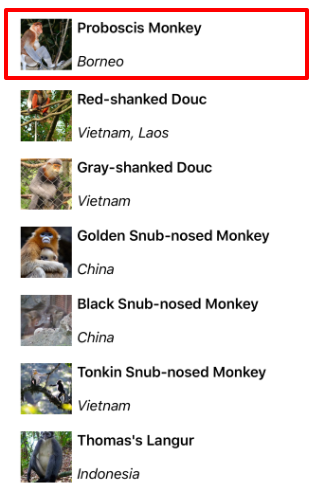 Proboscis Monkey
Borneo
Red-shanked Douc
Vietnam, Laos
Gray-shanked Douc
Vietnam
Golden Snub-nosed Monkey
China
Black Snub-nosed Monkey
China
Tonkin Snub-nosed Monkey
Vietnam
Thomas's Langur
Indonesia